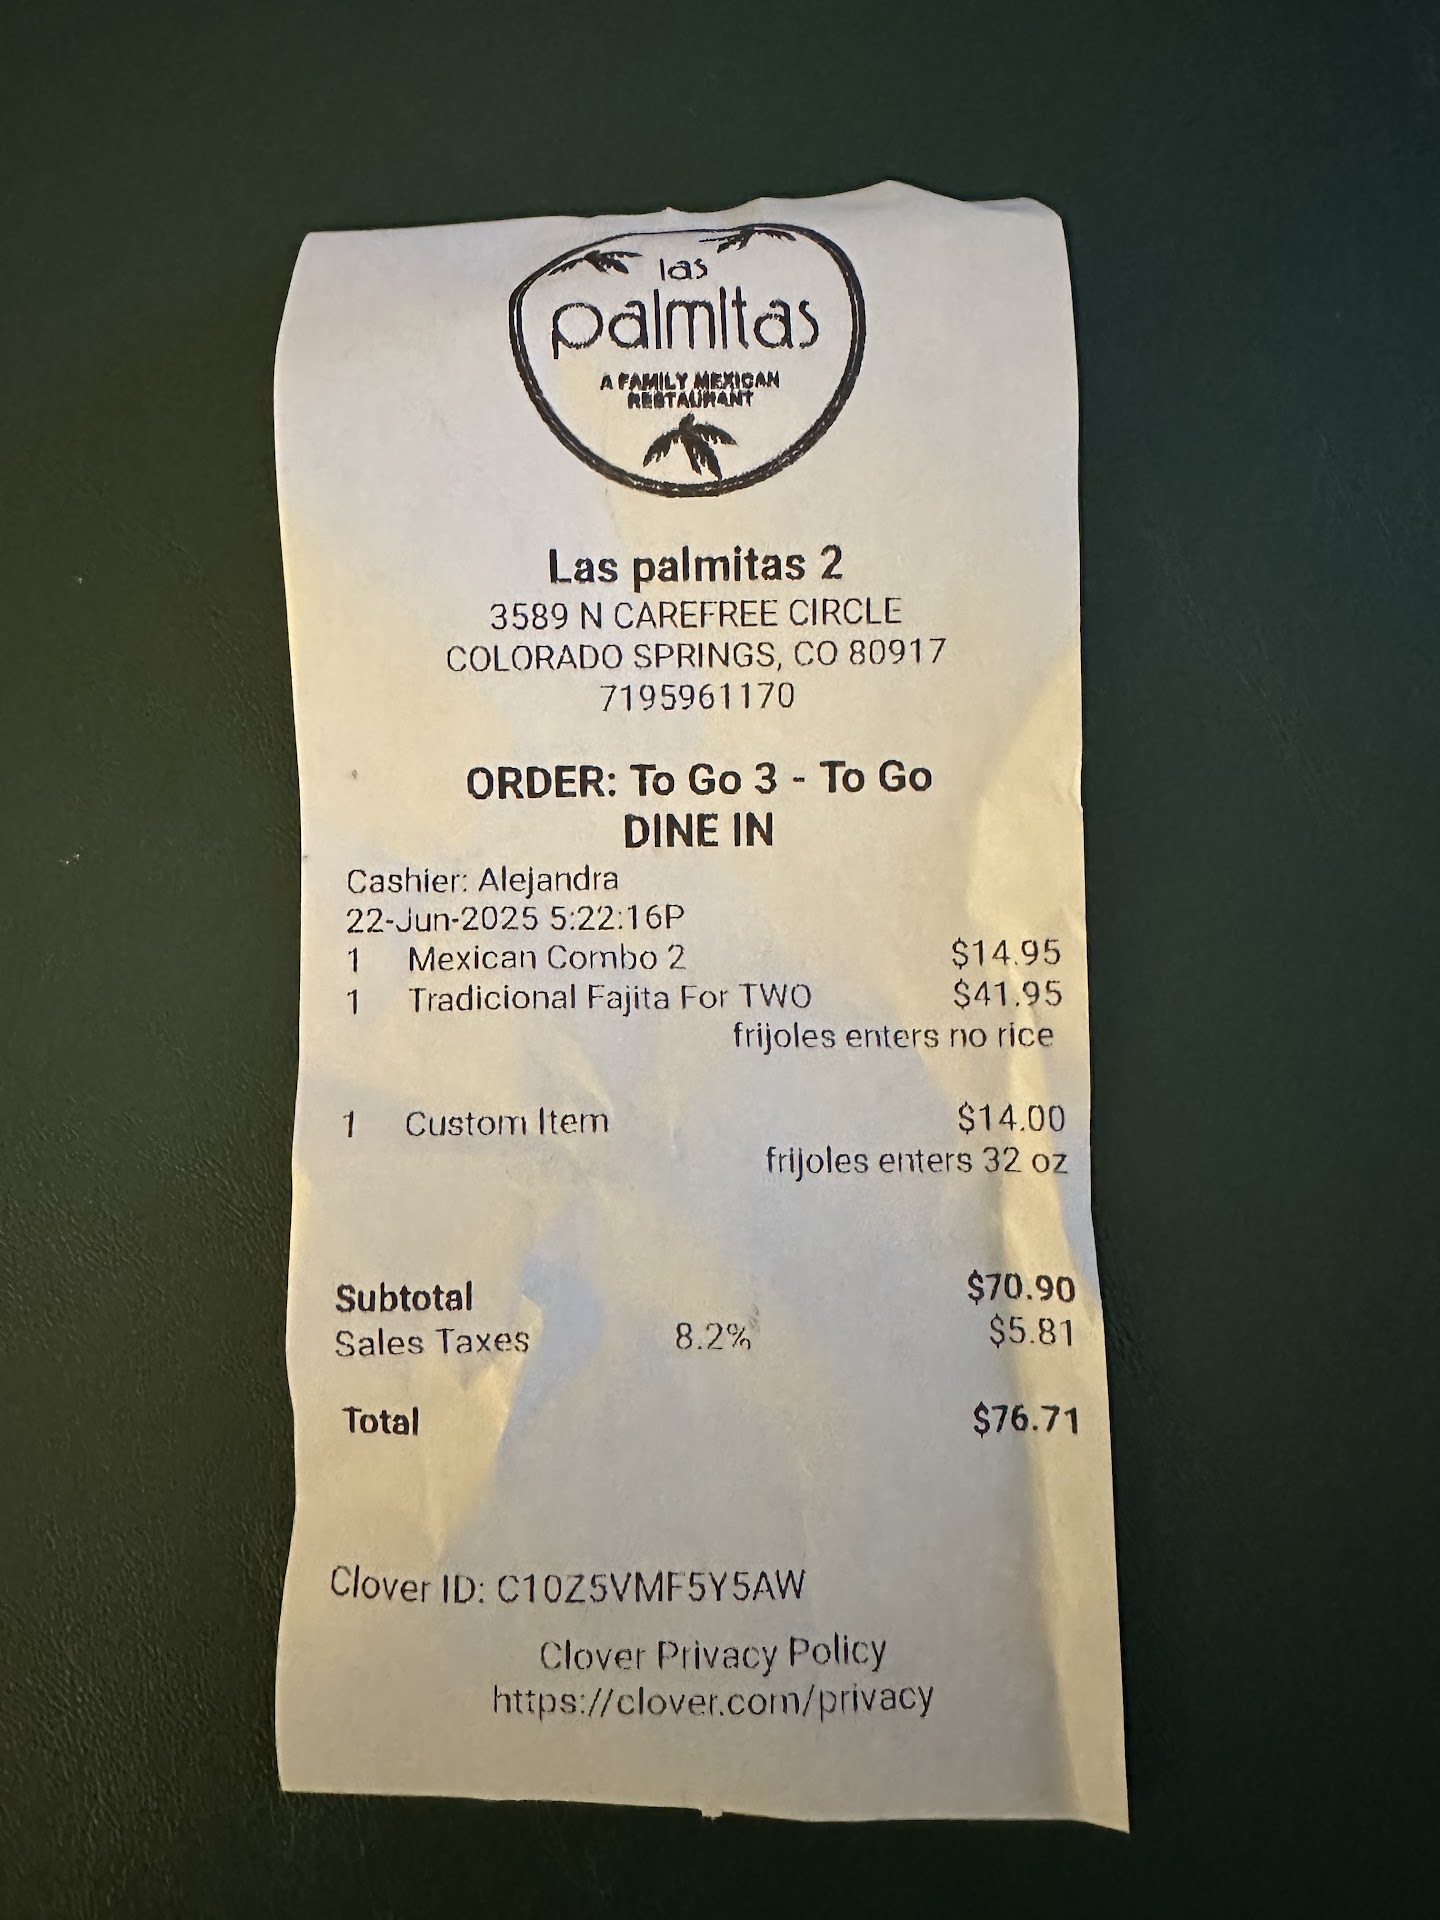 las
palmitas
A FAMILY MEXICAN
RESTAURANT
Las palmitas 2
3589 N CAREFREE CIRCLE
COLORADO SPRINGS, CO 80917
7195961170
ORDER: To Go 3 - To Go
DINE IN
Cashier: Alejandra
22-Jun-2025 5:22:16P
1 Mexican Combo 2 $14.95
1 Tradicional Fajita For TWO $41.95
frijoles enters no rice
1 Custom Item $14.00
frijoles enters 32 oz
Subtotal $70.90
Sales Taxes 8.2% $5.81
Total $76.71
Clover ID: C10Z5VMF5Y5AW
Clover Privacy Policy
https://clover.com/privacy